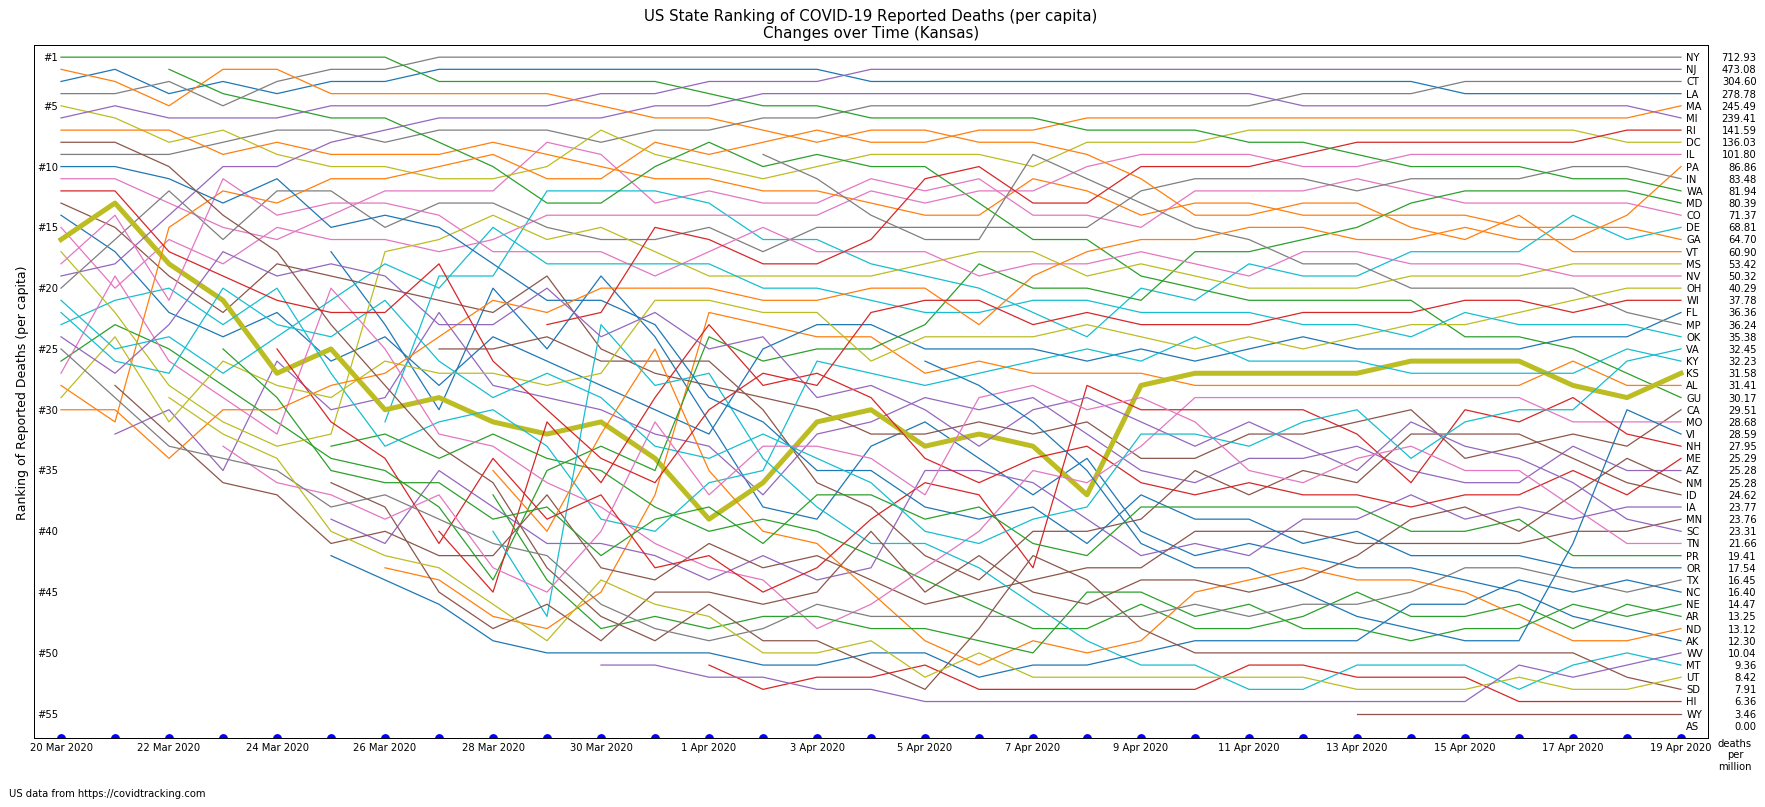 US State Ranking of COVID-19 Reported Deaths (per capita)
Changes over Time (Kansas)
Ranking of Reported Deaths (per capita)
#1
#5
#10
#15
#20
#25
#30
#35
#40
#45
#50
#55
NY 712.93
NJ 473.08
CT 304.60
LA 278.78
MA 245.49
MI 239.41
RI 141.59
DC 136.03
IL 101.80
PA 86.86
IN 83.48
WA 81.94
MD 80.39
CO 71.37
DE 68.81
GA 64.70
VT 60.90
MS 53.42
NV 50.32
OH 40.29
WI 37.78
FL 36.36
MP 36.24
OK 35.38
VA 32.45
KY 32.23
KS 31.58
AL 31.41
GU 30.17
CA 29.51
MO 28.68
VI 28.59
NH 27.95
ME 25.29
AZ 25.28
NM 25.28
ID 24.62
IA 23.77
MN 23.76
SC 23.31
TN 21.66
PR 19.41
OR 17.54
TX 16.45
NC 16.40
NE 14.47
AR 13.25
ND 13.12
AK 12.30
WV 10.04
MT 9.36
UT 8.42
SD 7.91
HI 6.36
WY 3.46
AS 0.00
20 Mar 2020 22 Mar 2020 24 Mar 2020 26 Mar 2020 28 Mar 2020 30 Mar 2020 1 Apr 2020 3 Apr 2020 5 Apr 2020 7 Apr 2020 9 Apr 2020 11 Apr 2020 13 Apr 2020 15 Apr 2020 17 Apr 2020 19 Apr 2020
deaths
per
million
US data from https://covidtracking.com